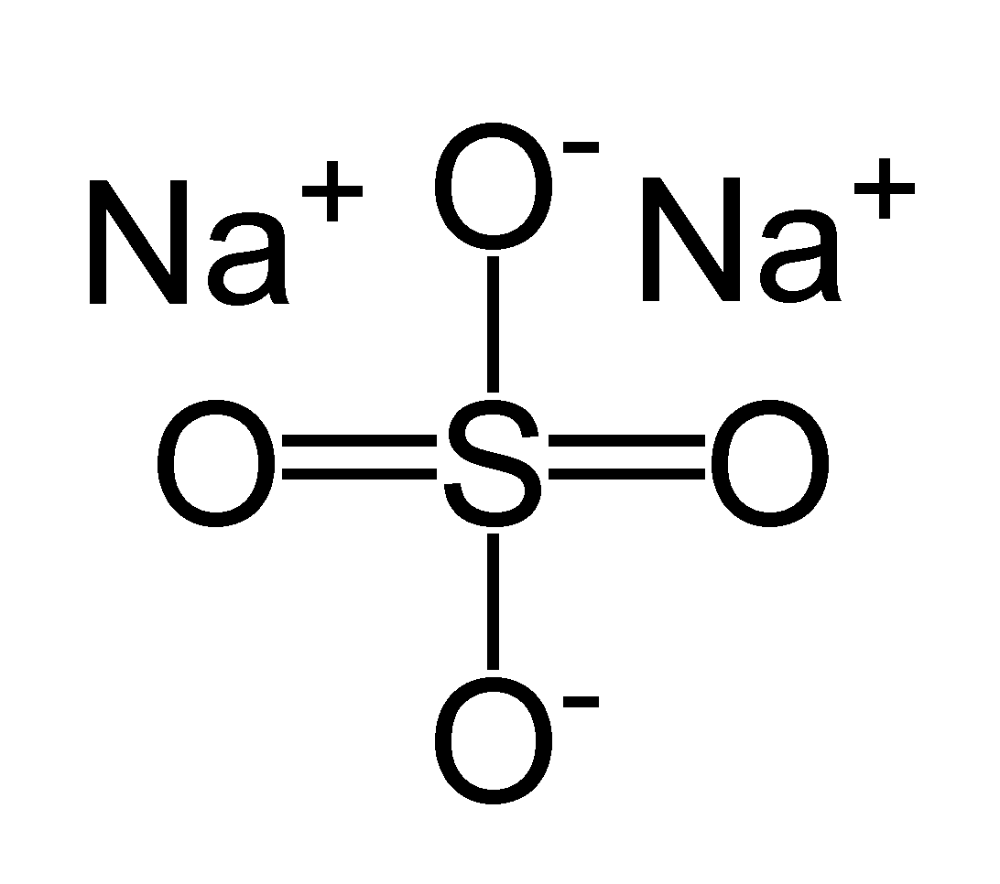 Na+ O- Na+
O S O
O-